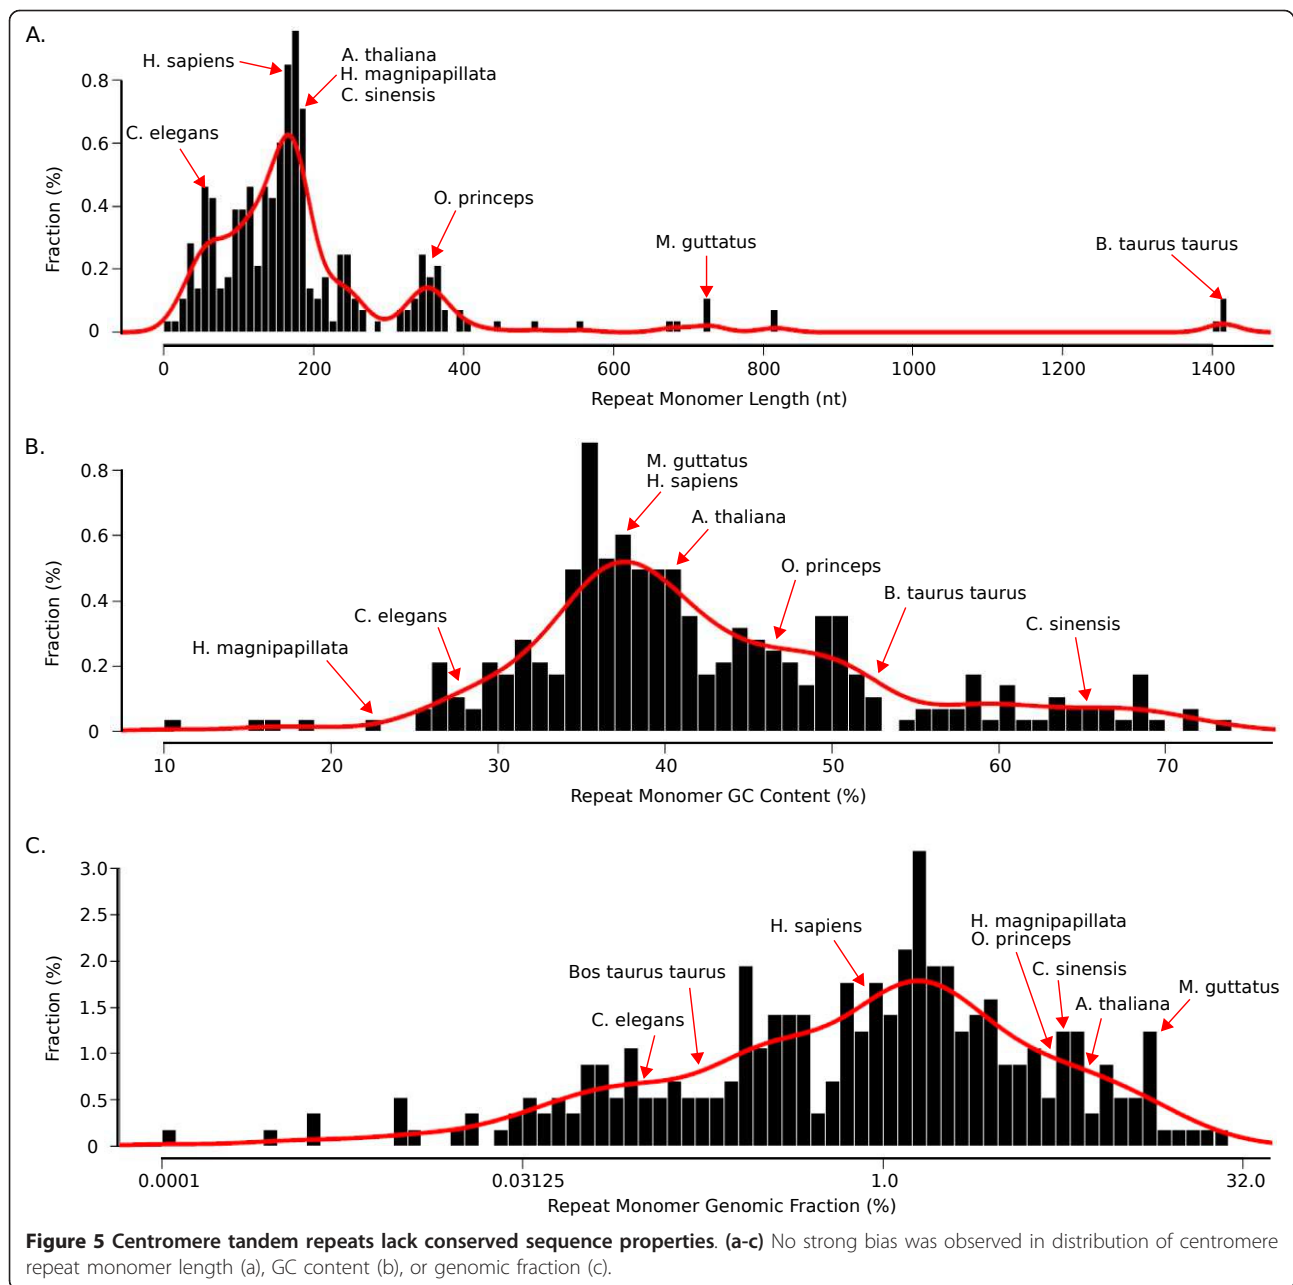 A.
H. sapiens
A. thaliana
H. magnipapillata
C. sinensis
C. elegans
O. princeps
M. guttatus
B. taurus taurus
Fraction (%)
0.8
0.6
0.4
0.2
0
0 200 400 600 800 1000 1200 1400
Repeat Monomer Length (nt)
B.
M. guttatus
H. sapiens
A. thaliana
O. princeps
B. taurus taurus
C. elegans
C. sinensis
H. magnipapillata
Fraction (%)
0.8
0.6
0.4
0.2
0
10 20 30 40 50 60 70
Repeat Monomer GC Content (%)
C.
H. sapiens
H. magnipapillata
O. princeps
Bos taurus taurus
C. sinensis
M. guttatus
A. thaliana
C. elegans
Fraction (%)
3.0
2.5
2.0
1.5
1.0
0.5
0
0.0001 0.03125 1.0 32.0
Repeat Monomer Genomic Fraction (%)
Figure 5 Centromere tandem repeats lack conserved sequence properties. (a-c) No strong bias was observed in distribution of centromere
repeat monomer length (a), GC content (b), or genomic fraction (c).